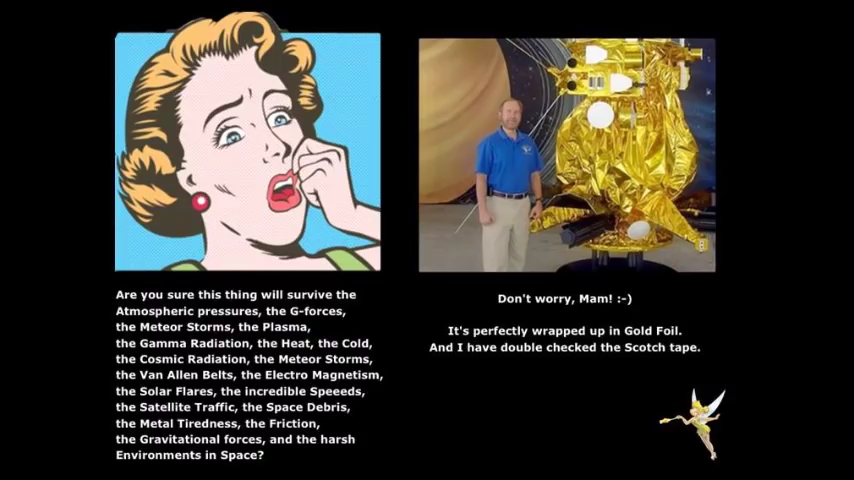 Are you sure this thing will survive the
Atmospheric pressures, the G-forces,
the Meteor Storms, the Plasma,
the Gamma Radiation, the Heat, the Cold,
the Cosmic Radiation, the Meteor Storms,
the Van Allen Belts, the Electro Magnetism,
the Solar Flares, the incredible Speeeds,
the Satellite Traffic, the Space Debris,
the Metal Tiredness, the Friction,
the Gravitational forces, and the harsh
Environments in Space?
Don't worry, Mam! :-)
It's perfectly wrapped up in Gold Foil.
And I have double checked the Scotch tape.